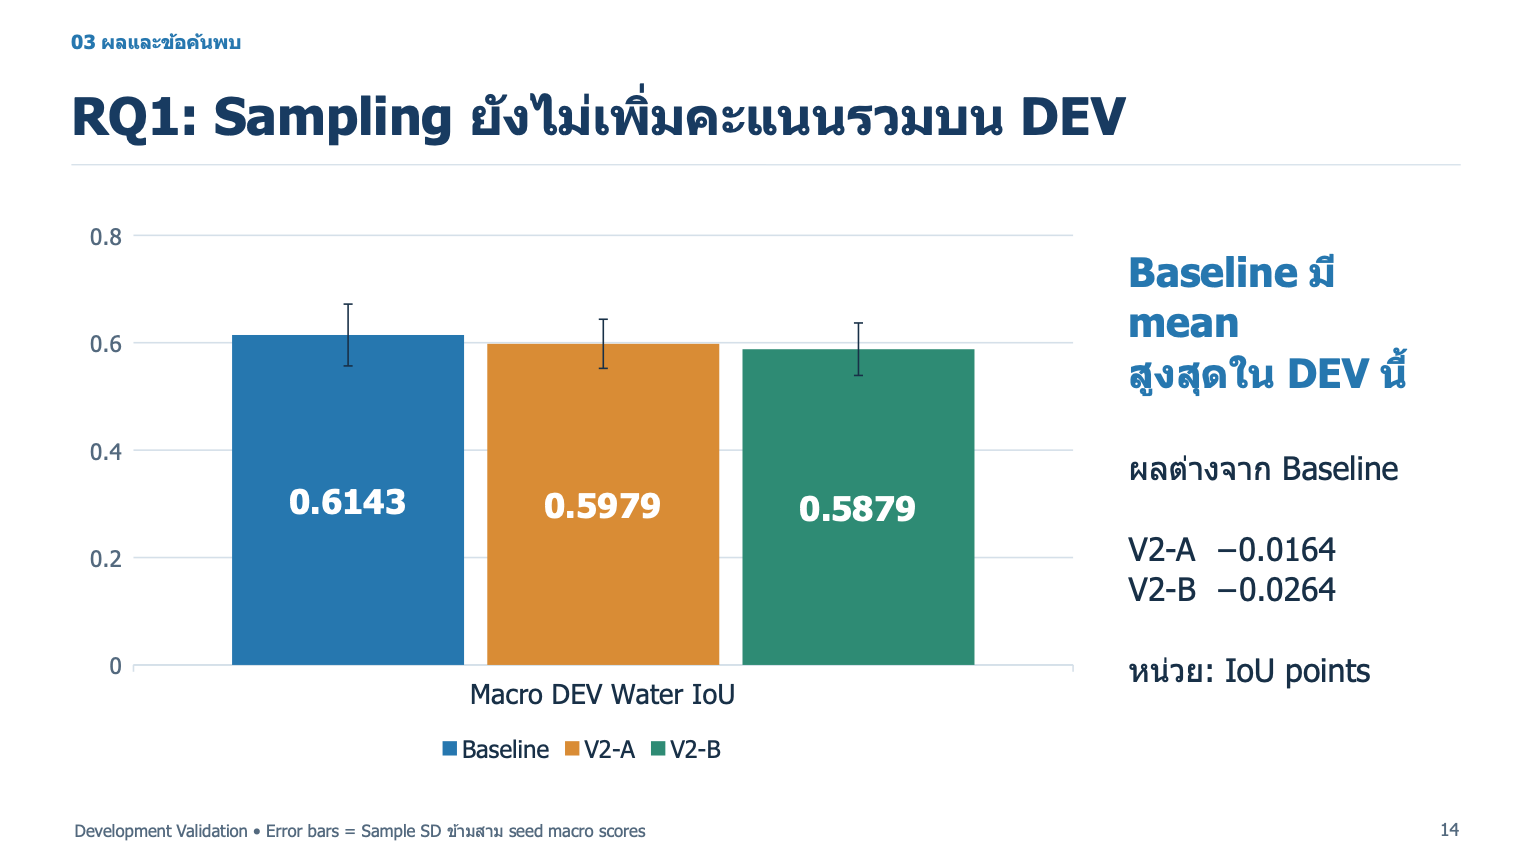 03 ผลและข้อค้นพบ
RQ1: Sampling ยังไม่เพิ่มคะแนนรวมบน DEV
0.8
0.6
0.4
0.2
0
0.6143
0.5979
0.5879
Macro DEV Water IoU
Baseline V2-A V2-B
Baseline มี
mean
สูงสุดใน DEV นี้
ผลต่างจาก Baseline
V2-A −0.0164
V2-B −0.0264
หน่วย: IoU points
Development Validation • Error bars = Sample SD ข้ามสาม seed macro scores
14